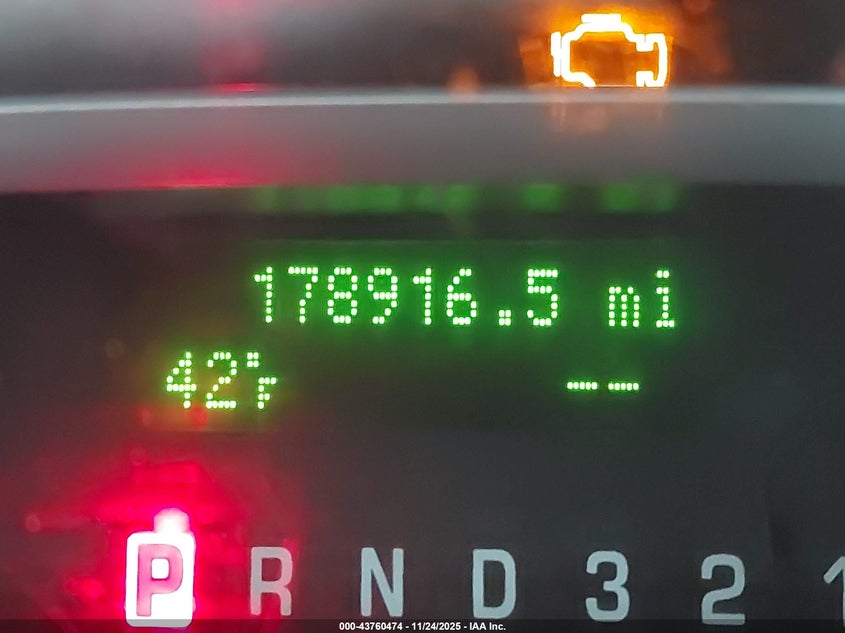 178916.5 mi
42°F --
P R N D 3 2 1
000-43760474 - 11/24/2025 - IAA Inc.